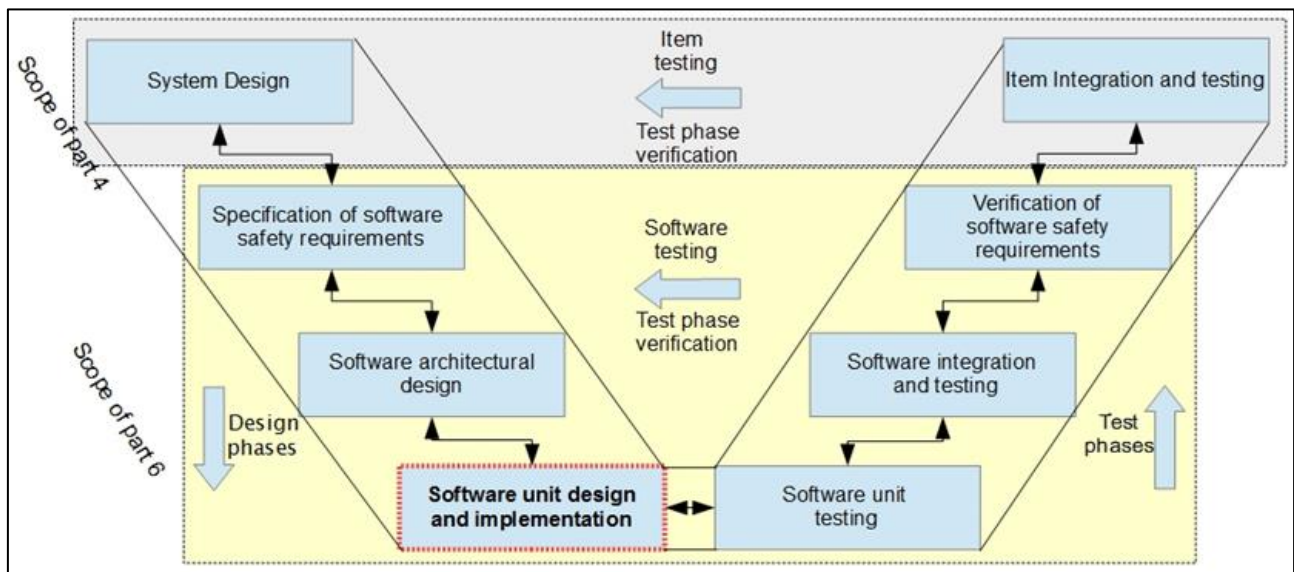 Scope of part 4
System Design
Item
testing
Test phase
verification
Item Integration and testing
Scope of part 6
Specification of software
safety requirements
Software
testing
Test phase
verification
Verification of
software safety
requirements
Software architectural
design
Software integration
and testing
Design
phases
Test
phases
Software unit design
and implementation
Software unit
testing